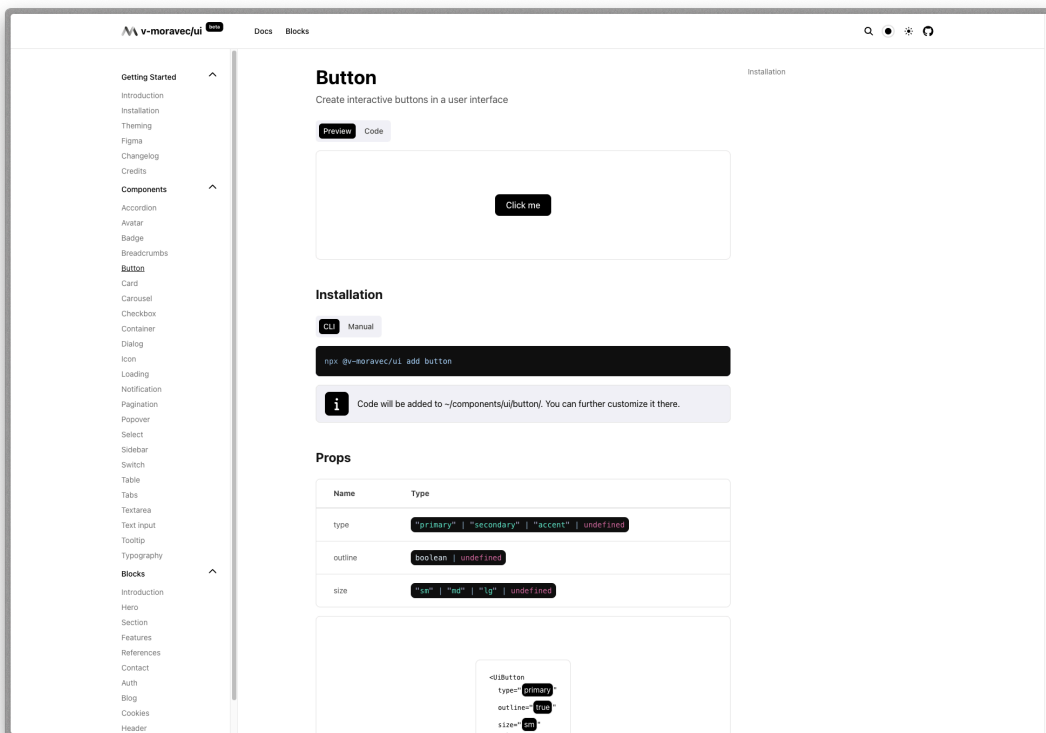 v-moravec/ui beta
Docs Blocks
Getting Started
Introduction
Installation
Theming
Figma
Changelog
Credits
Components
Accordion
Avatar
Badge
Breadcrumbs
Button
Card
Carousel
Checkbox
Container
Dialog
Icon
Loading
Notification
Pagination
Popover
Select
Sidebar
Switch
Table
Tabs
Textarea
Text input
Tooltip
Typography
Blocks
Introduction
Hero
Section
Features
References
Contact
Auth
Blog
Cookies
Header
Button
Create interactive buttons in a user interface
Preview Code
Click me
Installation
CLI Manual
npx @v-moravec/ui add button
Code will be added to ~/components/ui/button/. You can further customize it there.
Props
Name Type
type "primary" | "secondary" | "accent" | undefined
outline boolean | undefined
size "sm" | "md" | "lg" | undefined
<UiButton
type="primary"
outline="true"
size="sm"
Installation